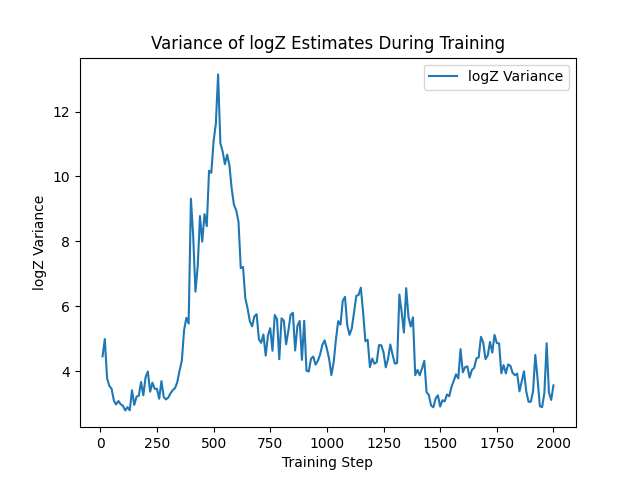 Variance of logZ Estimates During Training
logZ Variance
logZ Variance
12
10
8
6
4
0 250 500 750 1000 1250 1500 1750 2000
Training Step